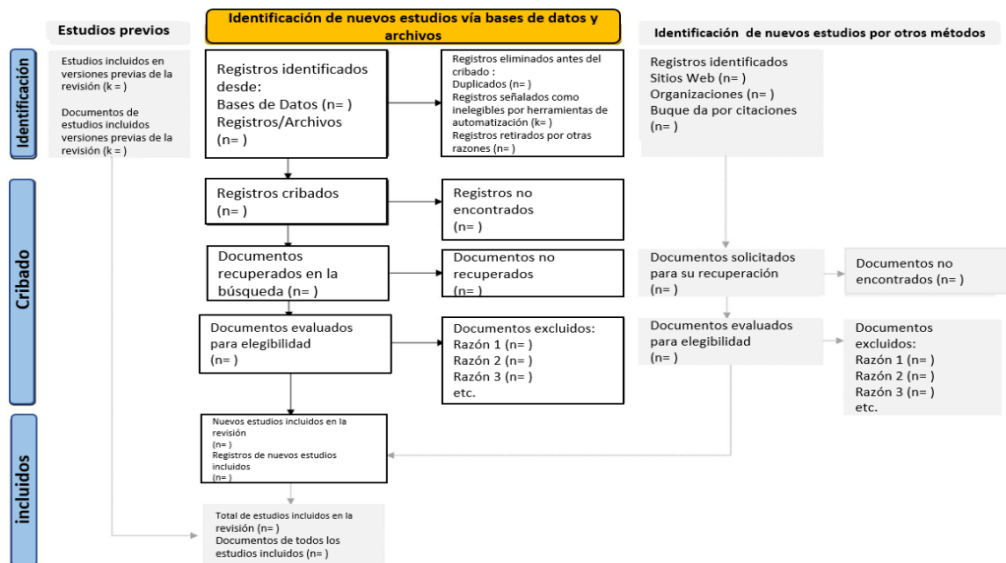 Estudios previos
Identificación de nuevos estudios vía bases de datos y
archivos
Identificación de nuevos estudios por otros métodos
Identificación
Estudios incluidos en
versiones previas de la
revisión (k = )
Documentos de
estudios incluidos
versiones previas de la
revisión (k = )
Registros identificados
desde:
Bases de Datos (n= )
Registros/Archivos
(n= )
Registros eliminados antes del
cribado :
Duplicados (n= )
Registros señalados como
inelegibles por herramientas de
automatización (k= )
Registros retirados por otras
razones (n= )
Registros identificados
Sitios Web (n= )
Organizaciones (n= )
Buque da por citaciones
(n= )
Cribado
Registros cribados
(n= )
Registros no
encontrados
(n= )
Documentos
recuperados en la
búsqueda (n= )
Documentos no
recuperados
(n= )
Documentos solicitados
para su recuperación
(n= )
Documentos no
encontrados (n= )
Documentos evaluados
para elegibilidad
(n= )
Documentos excluidos:
Razón 1 (n= )
Razón 2 (n= )
Razón 3 (n= )
etc.
Documentos evaluados
para elegibilidad
(n= )
Documentos
excluidos:
Razón 1 (n= )
Razón 2 (n= )
Razón 3 (n= )
etc.
incluidos
Nuevos estudios incluidos en la
revisión
(n= )
Registros de nuevos estudios
incluidos
(n= )
Total de estudios incluidos en la
revisión (n= )
Documentos de todos los
estudios incluidos (n= )